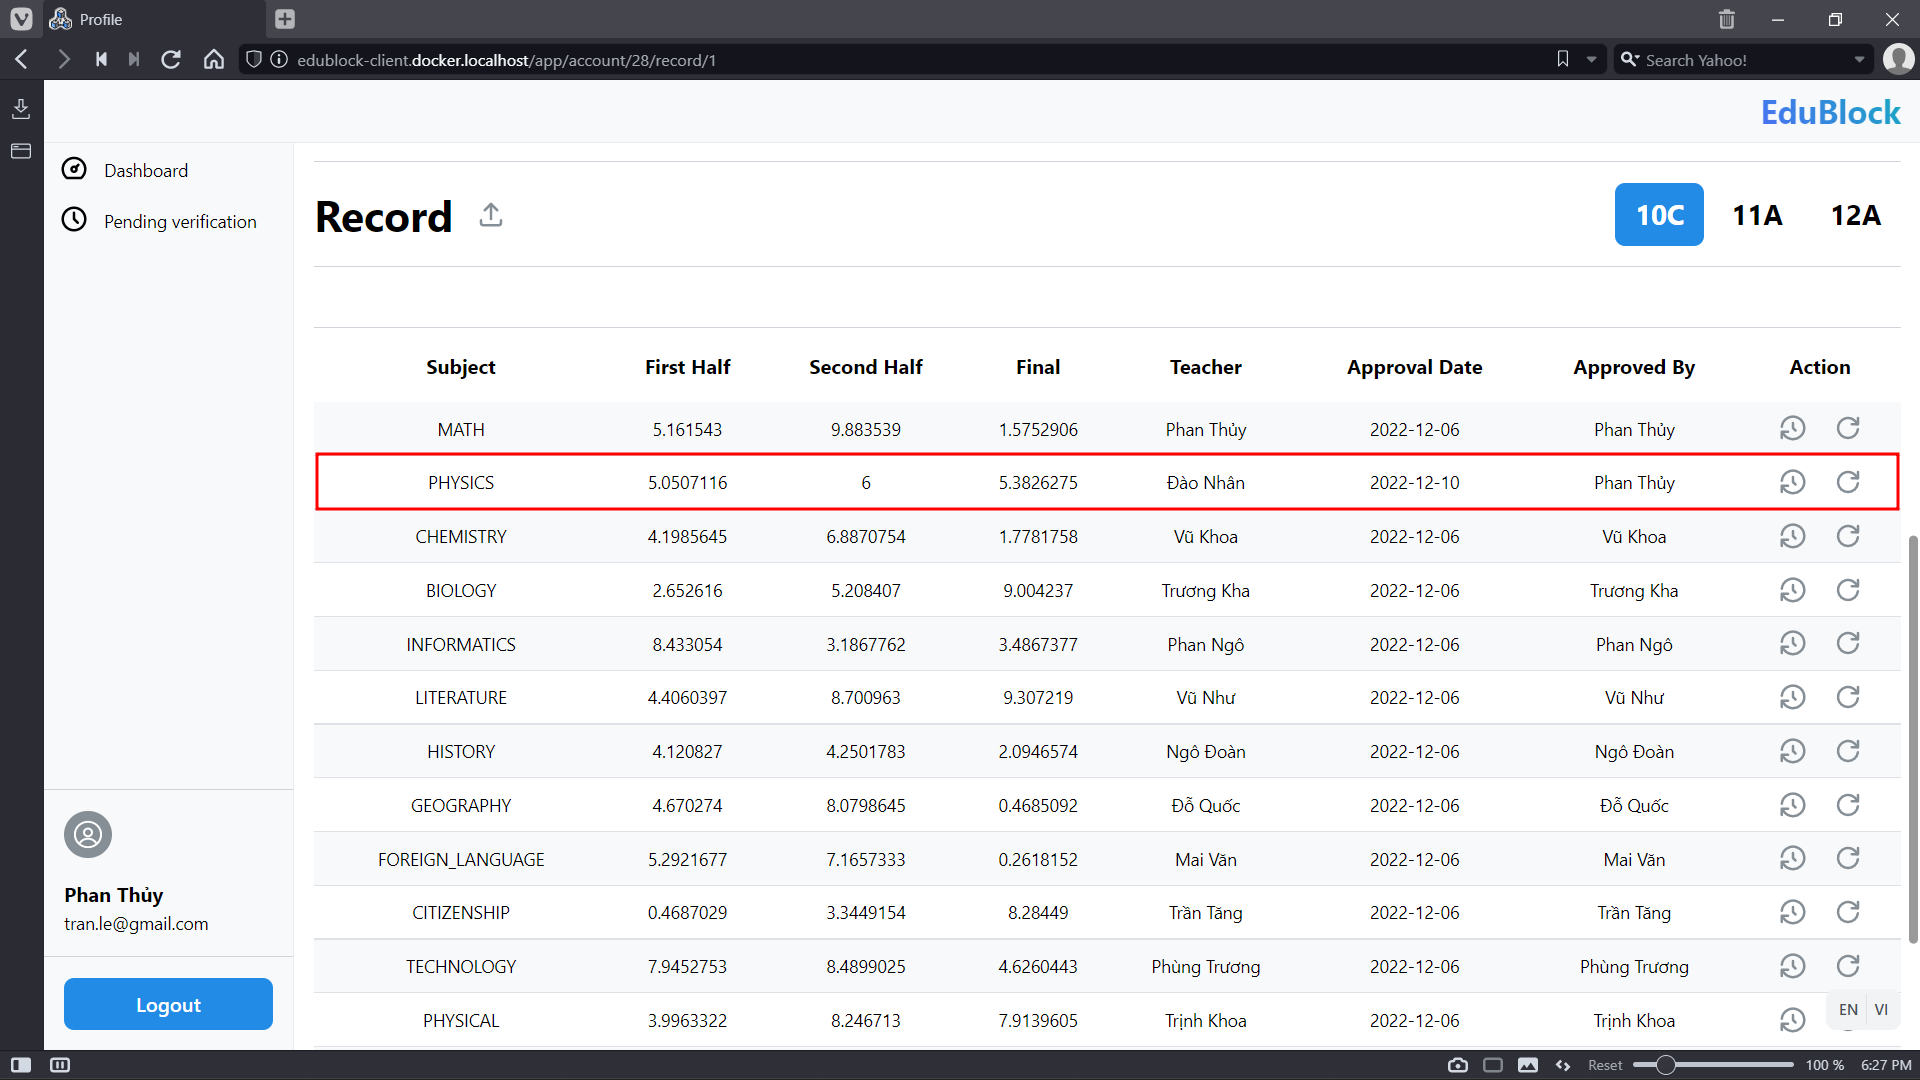 Profile
edublock-client.docker.localhost/app/account/28/record/1
Search Yahoo!
EduBlock
Dashboard
Pending verification
Record
10C 11A 12A
Subject First Half Second Half Final Teacher Approval Date Approved By Action
MATH 5.161543 9.883539 1.5752906 Phan Thủy 2022-12-06 Phan Thủy
PHYSICS 5.0507116 6 5.3826275 Đào Nhân 2022-12-10 Phan Thủy
CHEMISTRY 4.1985645 6.8870754 1.7781758 Vũ Khoa 2022-12-06 Vũ Khoa
BIOLOGY 2.652616 5.208407 9.004237 Trương Kha 2022-12-06 Trương Kha
INFORMATICS 8.433054 3.1867762 3.4867377 Phan Ngô 2022-12-06 Phan Ngô
LITERATURE 4.4060397 8.700963 9.307219 Vũ Như 2022-12-06 Vũ Như
HISTORY 4.120827 4.2501783 2.0946574 Ngô Đoàn 2022-12-06 Ngô Đoàn
GEOGRAPHY 4.670274 8.0798645 0.4685092 Đỗ Quốc 2022-12-06 Đỗ Quốc
FOREIGN_LANGUAGE 5.2921677 7.1657333 0.2618152 Mai Văn 2022-12-06 Mai Văn
CITIZENSHIP 0.4687029 3.3449154 8.28449 Trần Tăng 2022-12-06 Trần Tăng
TECHNOLOGY 7.9452753 8.4899025 4.6260443 Phùng Trương 2022-12-06 Phùng Trương
PHYSICAL 3.9963322 8.246713 7.9139605 Trịnh Khoa 2022-12-06 Trịnh Khoa
Phan Thủy
tran.le@gmail.com
Logout
EN VI
Reset 100 % 6:27 PM